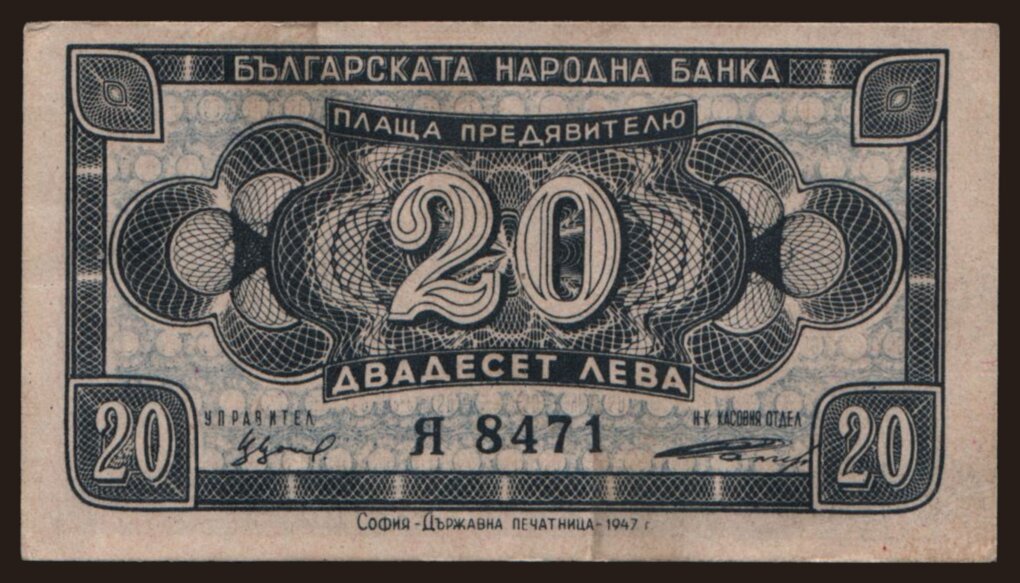 БЪЛГАРСКАТА НАРОДНА БАНКА
ПЛАЩА ПРЕДЯВИТЕЛЮ
20
ДВАДЕСЕТ ЛЕВА
20 УПРАВИТЕЛ Я 8471 Н-К КАСОВИЯ ОТДЕЛ 20
СОФИЯ - ДЪРЖАВНА ПЕЧАТНИЦА - 1947 г.